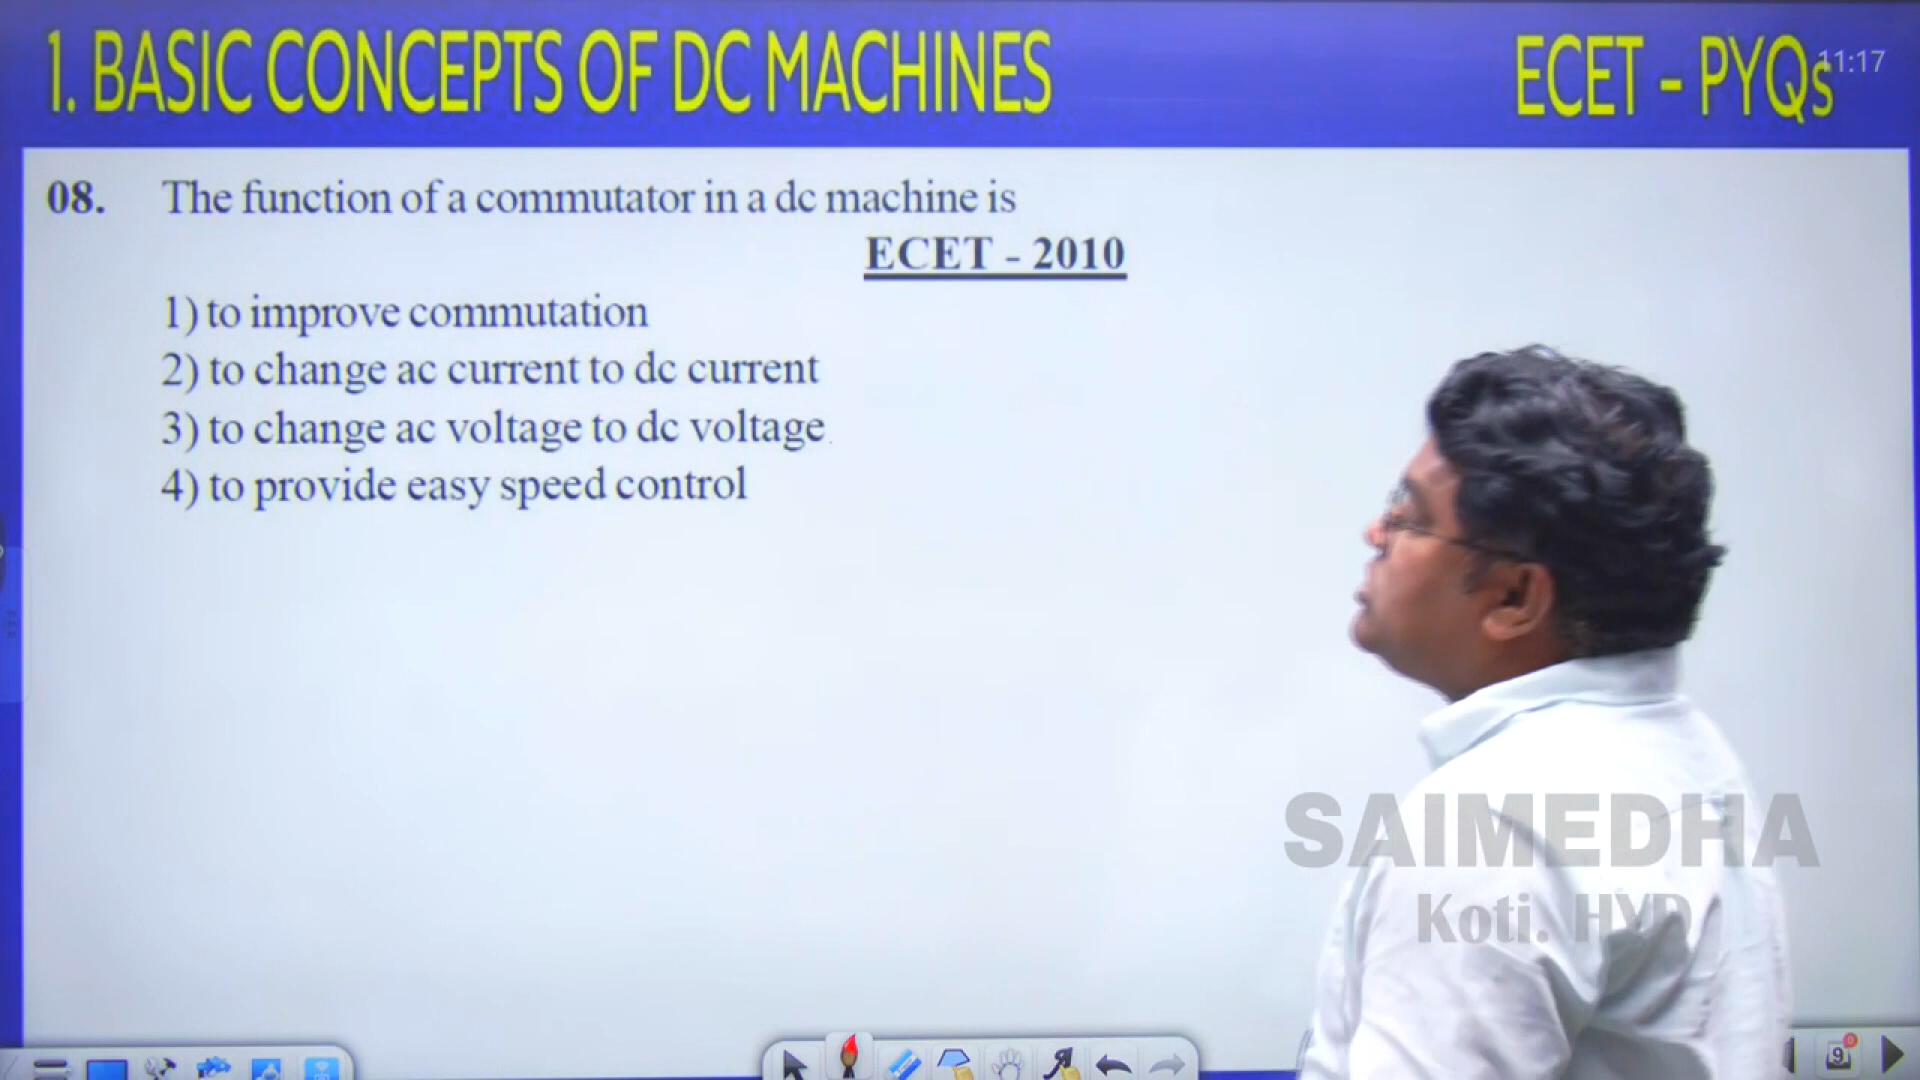 1. BASIC CONCEPTS OF DC MACHINES
ECET - PYQs
11:17
08. The function of a commutator in a dc machine is
ECET - 2010
1) to improve commutation
2) to change ac current to dc current
3) to change ac voltage to dc voltage
4) to provide easy speed control
SAIMEDHA
Koti. HYD
9